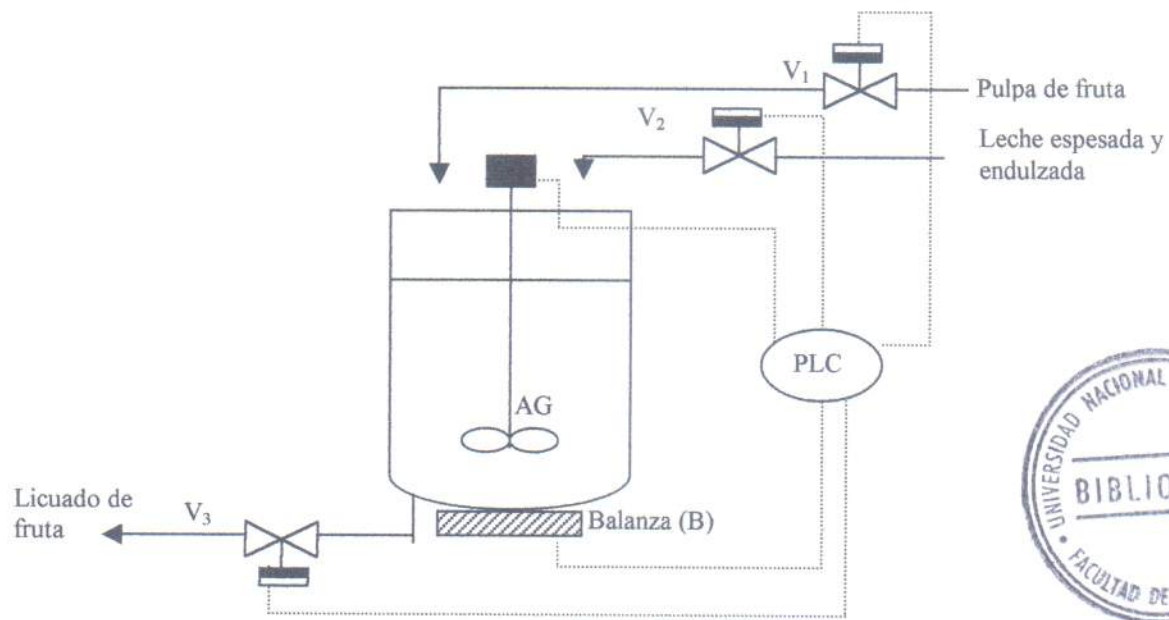 V₁
Pulpa de fruta
V₂
Leche espesada y
endulzada
PLC
AG
Licuado de
fruta
V₃
Balanza (B)
UNIVERSIDAD NACIONAL
BIBLIO
FACULTAD DE